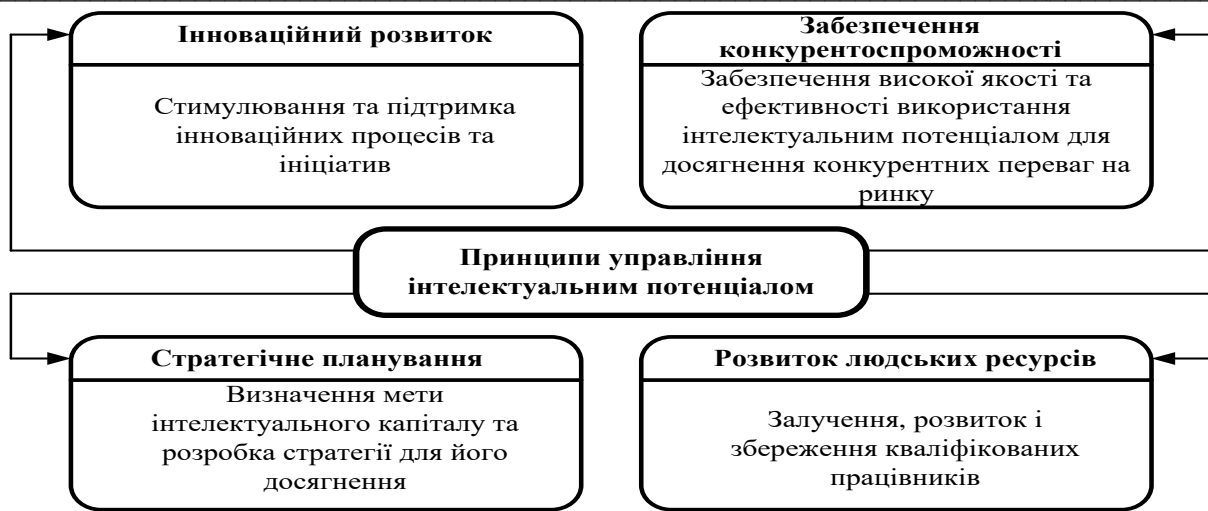 Інноваційний розвиток
Стимулювання та підтримка
інноваційних процесів та
ініціатив
Забезпечення
конкурентоспроможності
Забезпечення високої якості та
ефективності використання
інтелектуальним потенціалом для
досягнення конкурентних переваг на
ринку
Принципи управління
інтелектуальним потенціалом
Стратегічне планування
Визначення мети
інтелектуального капіталу та
розробка стратегії для його
досягнення
Розвиток людських ресурсів
Залучення, розвиток і
збереження кваліфікованих
працівників